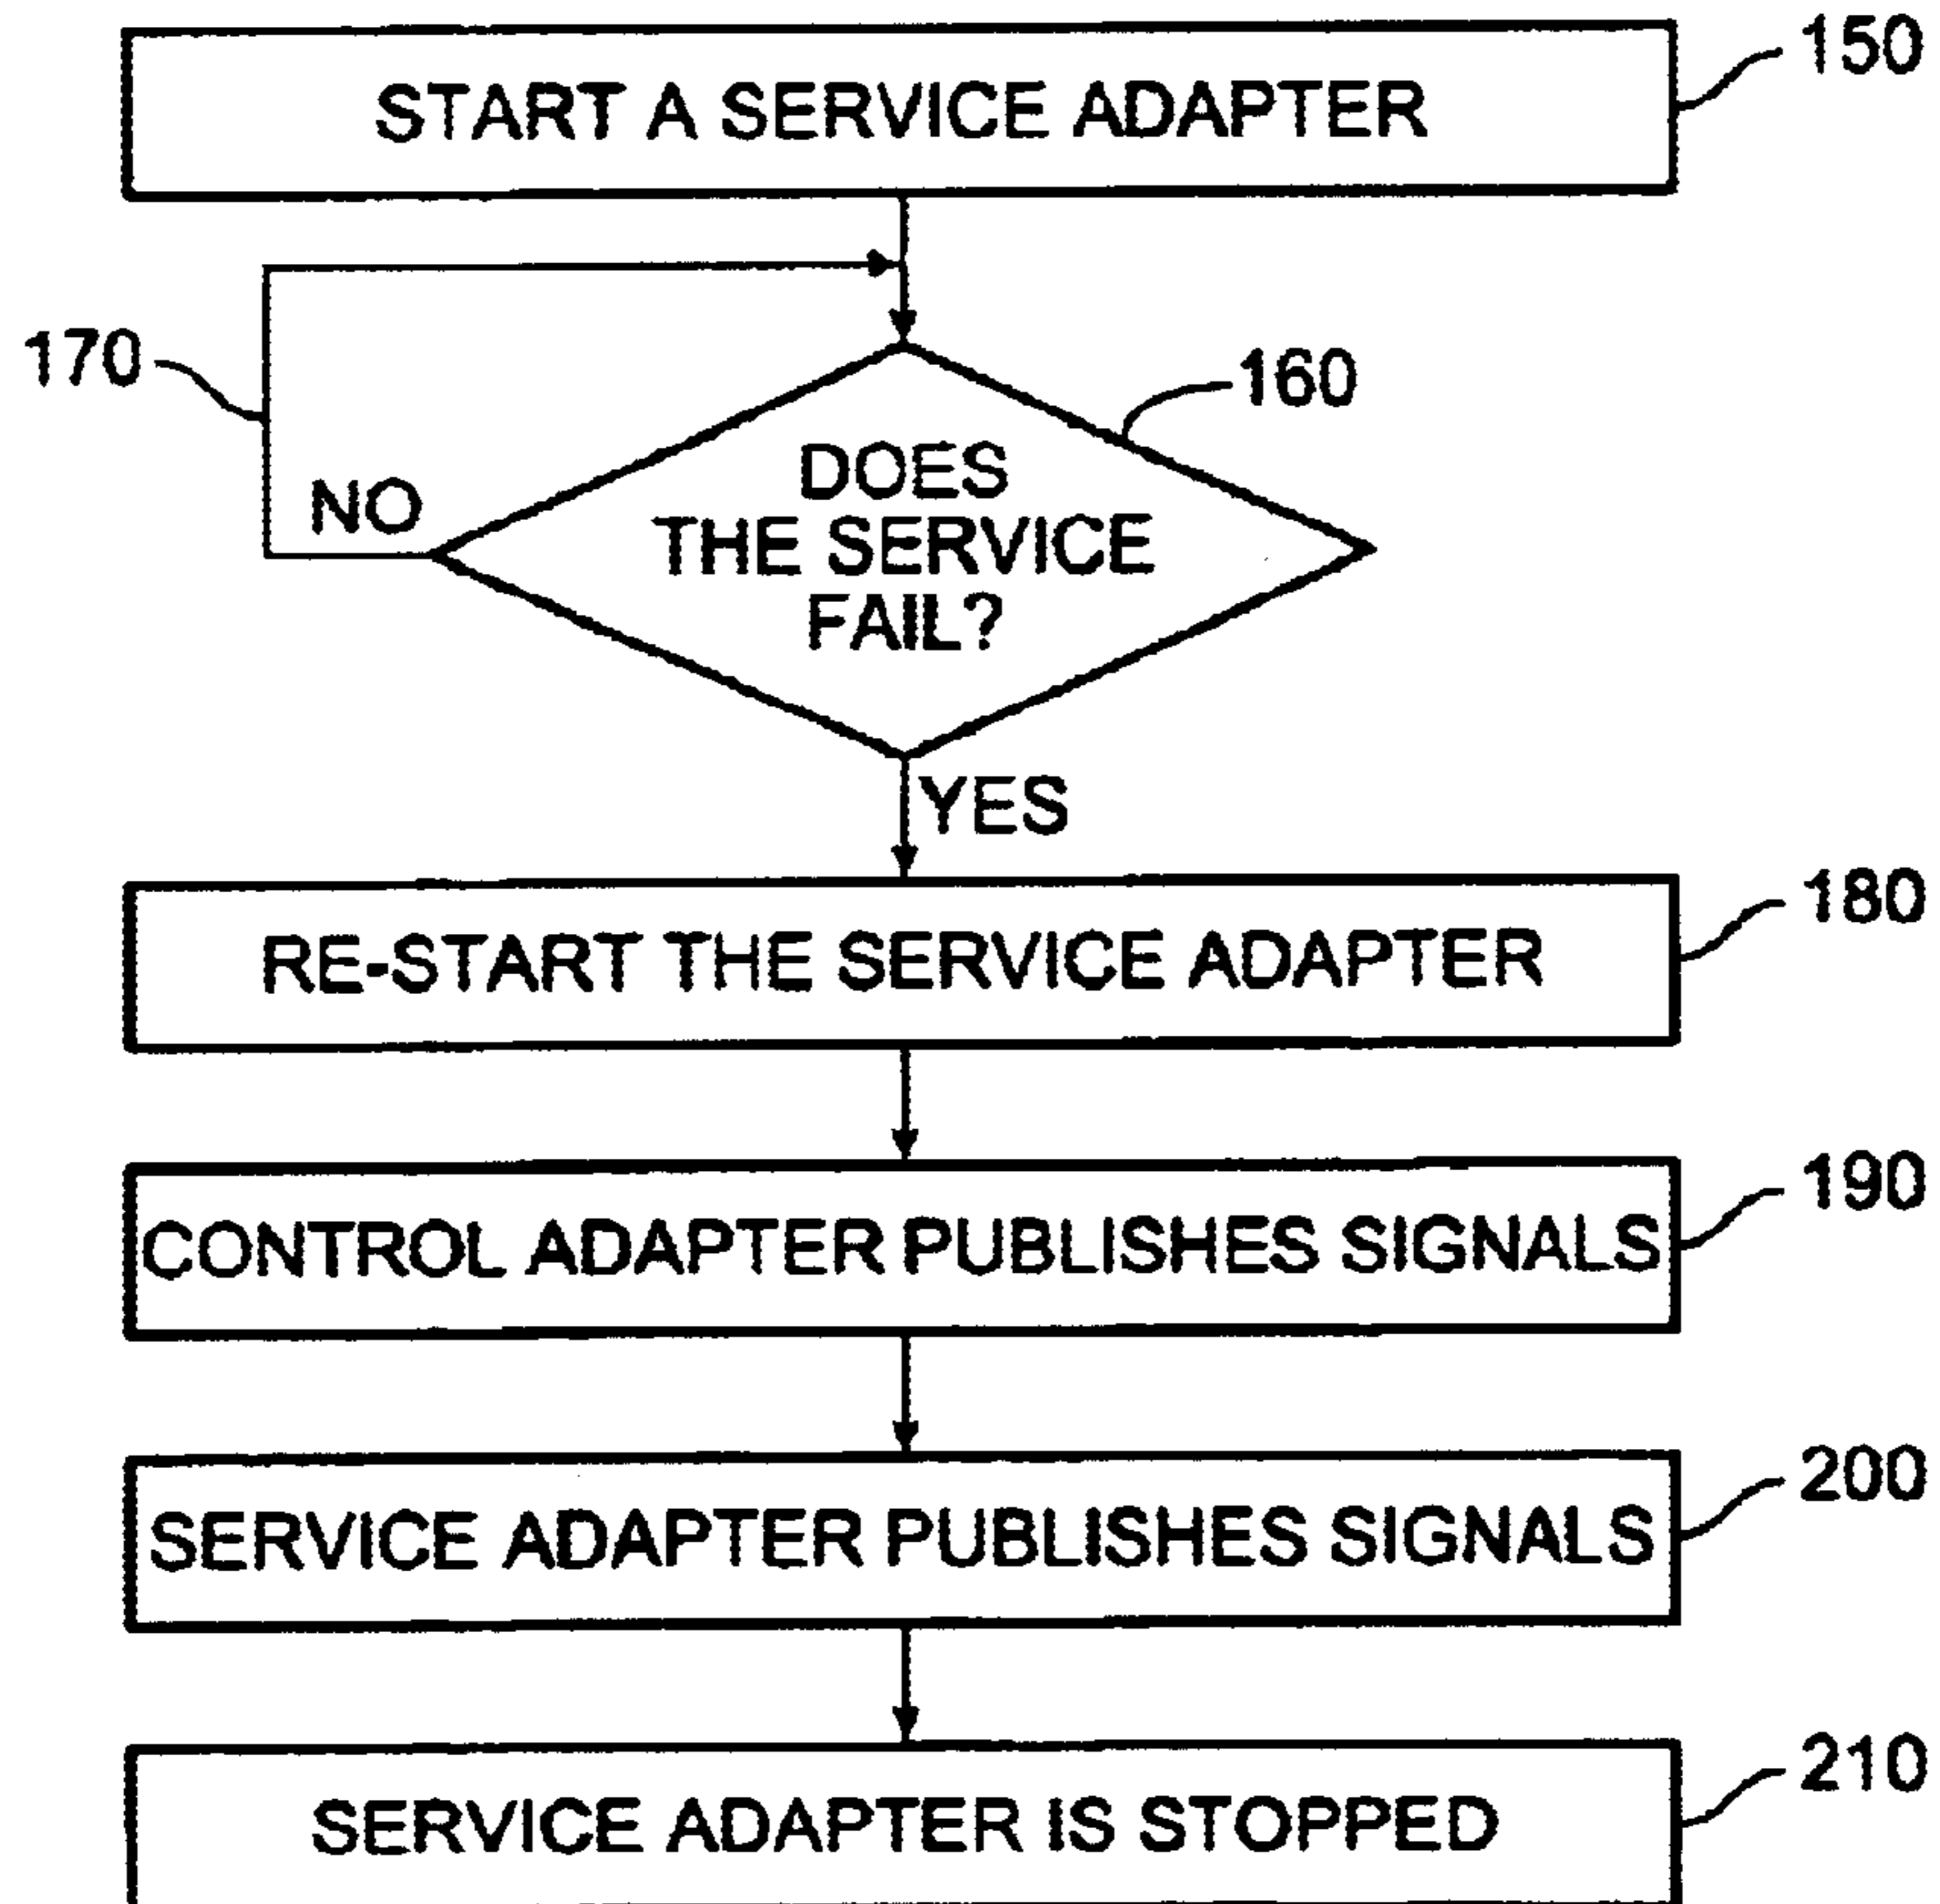 START A SERVICE ADAPTER
150
170
160
DOES
THE SERVICE
FAIL?
NO
YES
RE-START THE SERVICE ADAPTER
180
CONTROL ADAPTER PUBLISHES SIGNALS
190
SERVICE ADAPTER PUBLISHES SIGNALS
200
SERVICE ADAPTER IS STOPPED
210